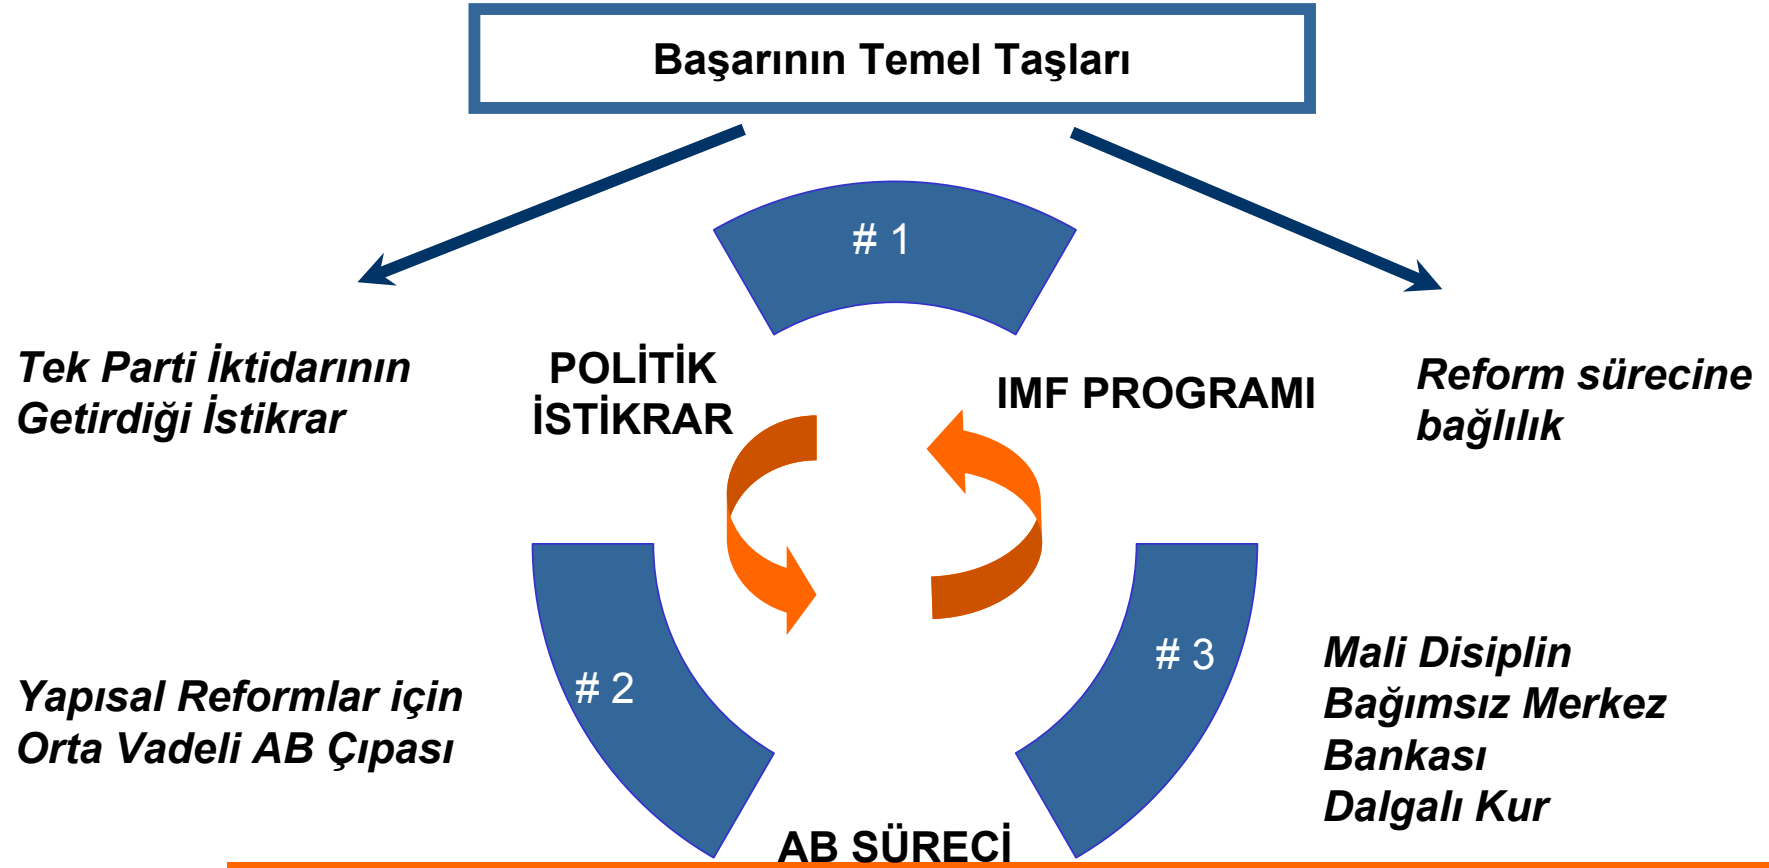 Başarının Temel Taşları
# 1
Tek Parti İktidarının
Getirdiği İstikrar
POLİTİK
İSTİKRAR
IMF PROGRAMI
Reform sürecine
bağlılık
# 2
# 3
Yapısal Reformlar için
Orta Vadeli AB Çıpası
Mali Disiplin
Bağımsız Merkez
Bankası
Dalgalı Kur
AB SÜRECİ